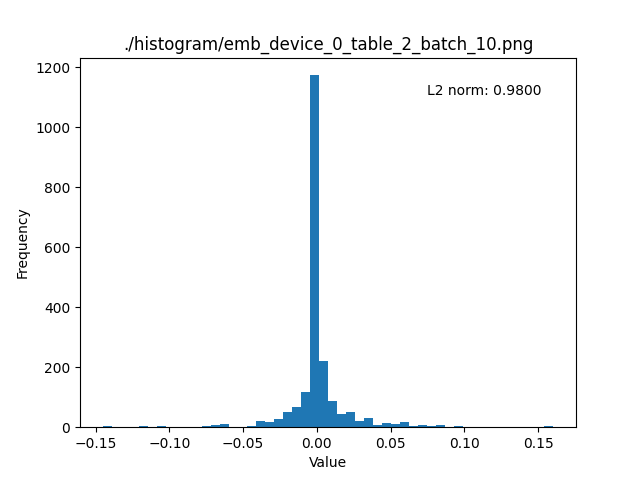 ./histogram/emb_device_0_table_2_batch_10.png
L2 norm: 0.9800
1200
1000
800
600
400
200
0
Frequency
−0.15 −0.10 −0.05 0.00 0.05 0.10 0.15
Value